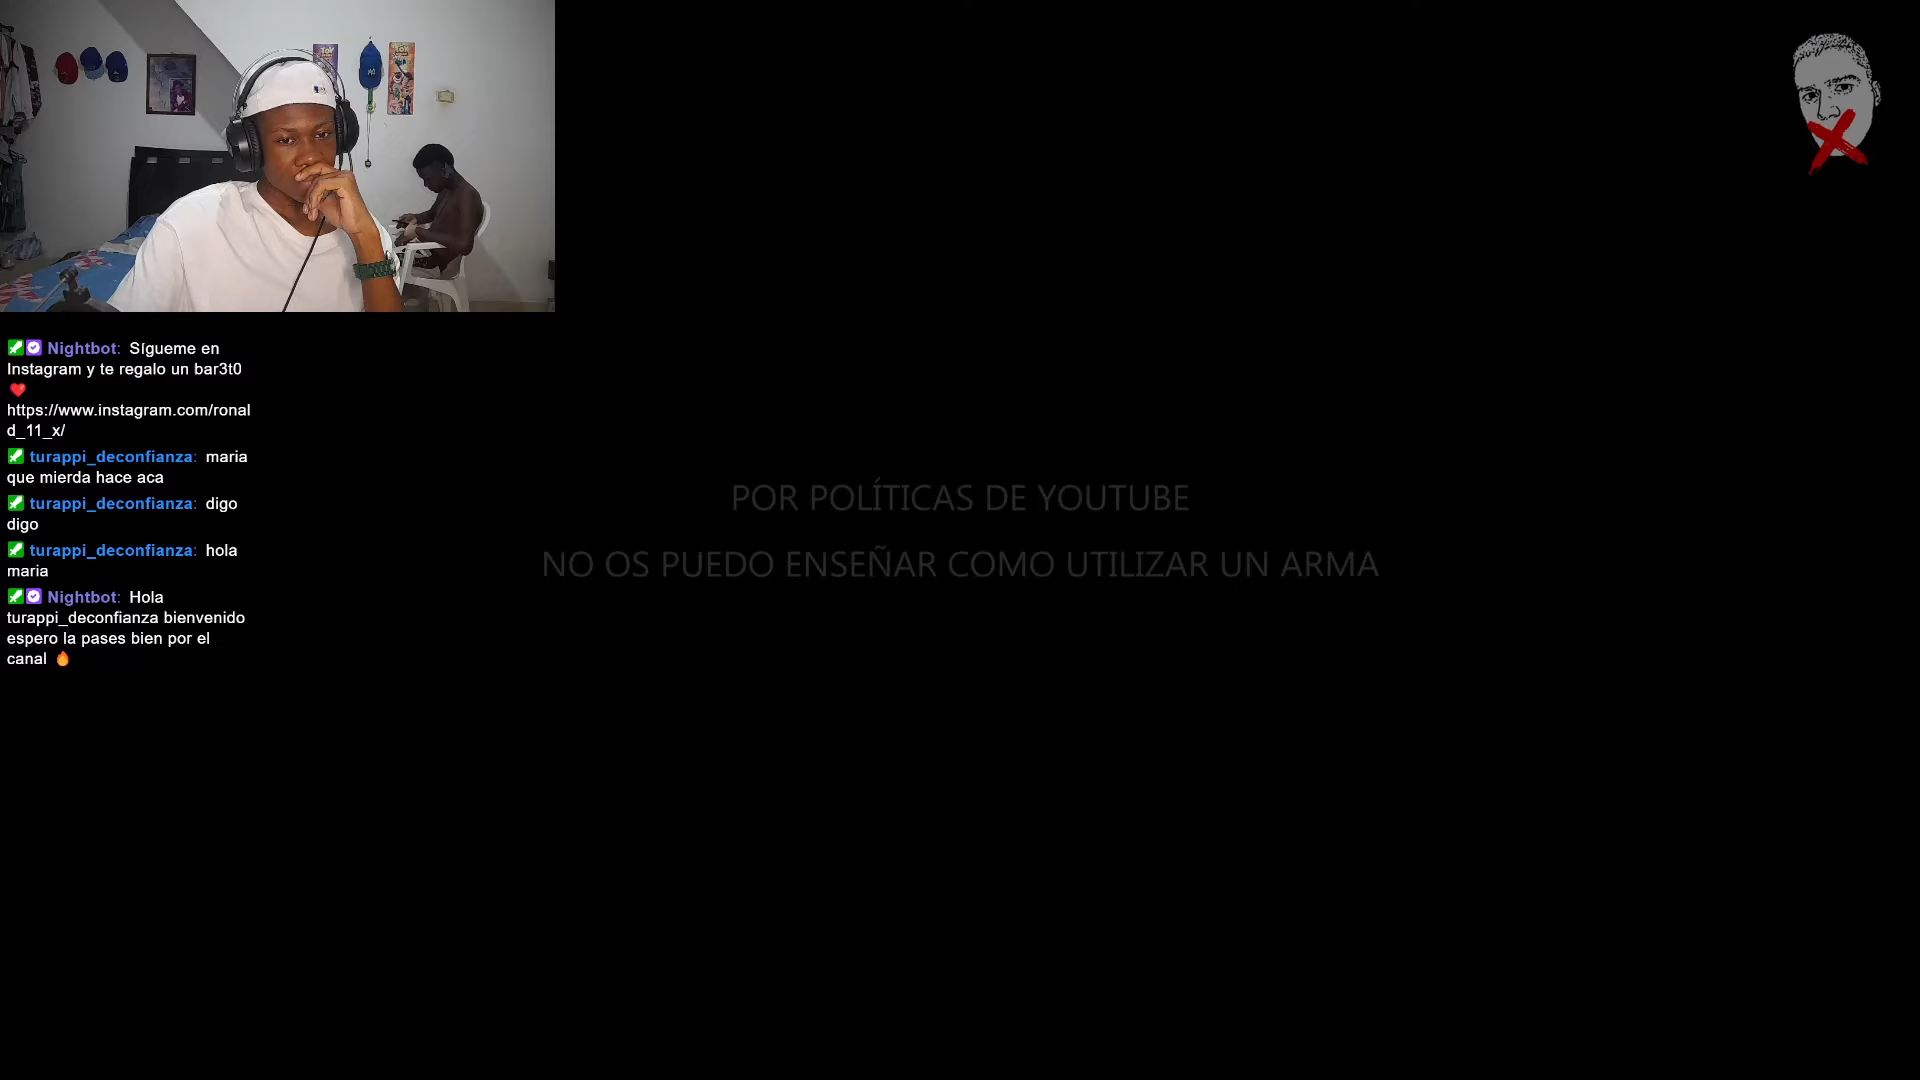 Nightbot: Sígueme en
Instagram y te regalo un bar3t0
https://www.instagram.com/ronal
d_11_x/
turappi_deconfianza: maria
que mierda hace aca
turappi_deconfianza: digo
digo
turappi_deconfianza: hola
maria
Nightbot: Hola
turappi_deconfianza bienvenido
espero la pases bien por el
canal
POR POLÍTICAS DE YOUTUBE
NO OS PUEDO ENSEÑAR COMO UTILIZAR UN ARMA